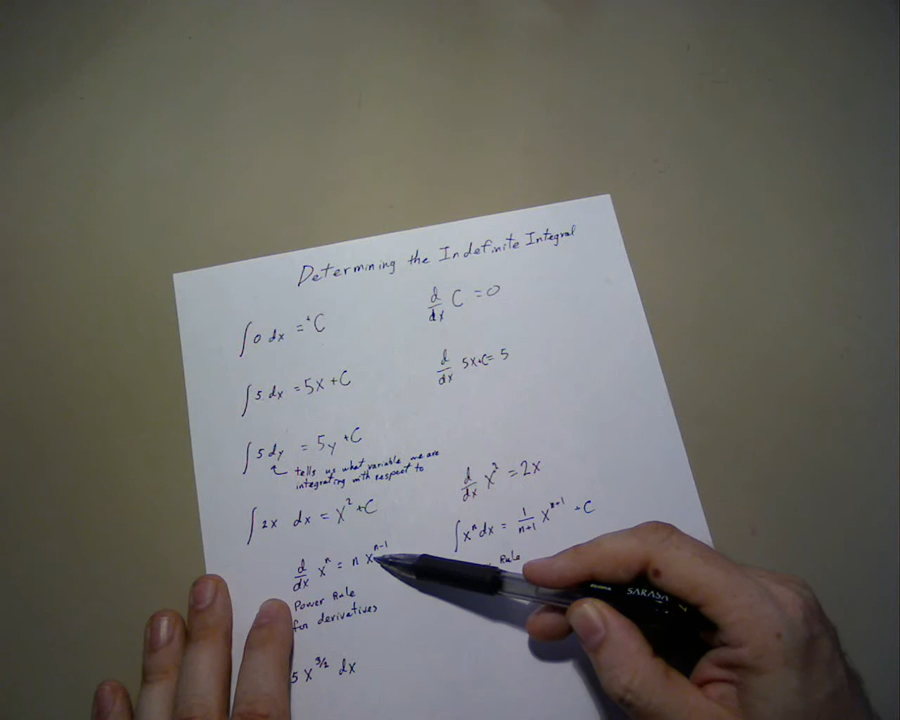 Determining the Indefinite Integral
∫0 dx = C
d/dx C = 0
∫5 dx = 5x + C
d/dx 5x+C = 5
∫5 dy = 5y + C
tells us what variable we are
integrating with respect to
∫2x dx = x² + C
d/dx x² = 2x
∫xⁿ dx = 1/(n+1) xⁿ⁺¹ + C
Rule
d/dx xⁿ = n xⁿ⁻¹
Power Rule
for derivatives
5 x^(3/2) dx
SARASA